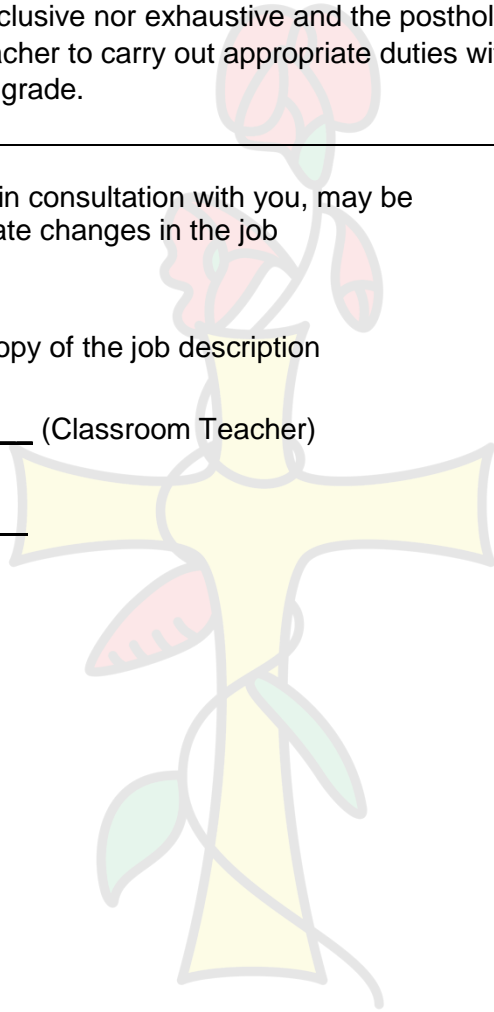 clusive nor exhaustive and the posthol
acher to carry out appropriate duties wi
grade.
in consultation with you, may be
ate changes in the job
opy of the job description
(Classroom Teacher)